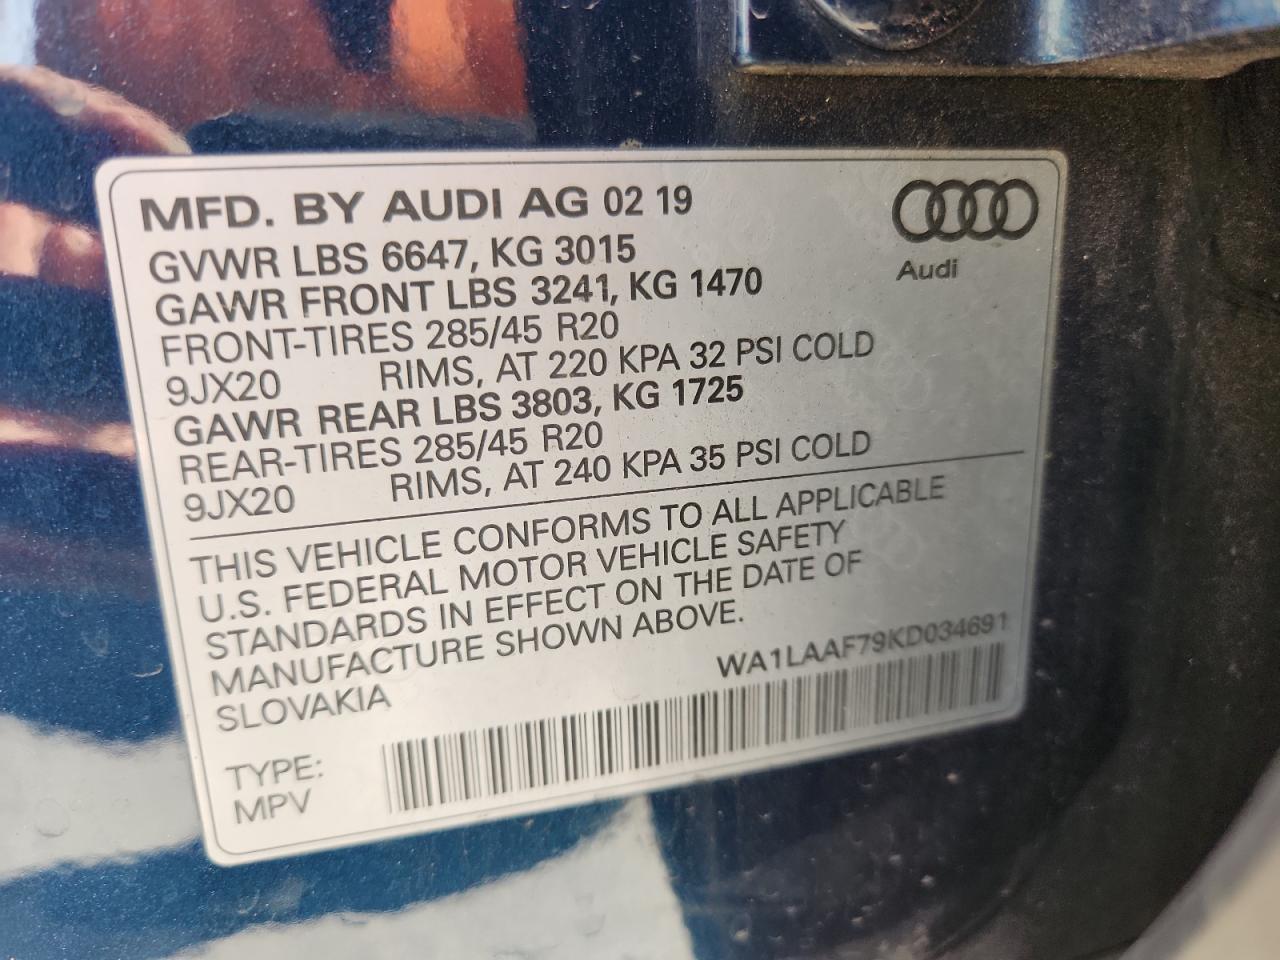 MFD. BY AUDI AG 02 19
Audi
GVWR LBS 6647, KG 3015
GAWR FRONT LBS 3241, KG 1470
FRONT-TIRES 285/45 R20
9JX20 RIMS, AT 220 KPA 32 PSI COLD
GAWR REAR LBS 3803, KG 1725
REAR-TIRES 285/45 R20
9JX20 RIMS, AT 240 KPA 35 PSI COLD
THIS VEHICLE CONFORMS TO ALL APPLICABLE
U.S. FEDERAL MOTOR VEHICLE SAFETY
STANDARDS IN EFFECT ON THE DATE OF
MANUFACTURE SHOWN ABOVE.
SLOVAKIA WA1LAAF79KD034691
TYPE:
MPV